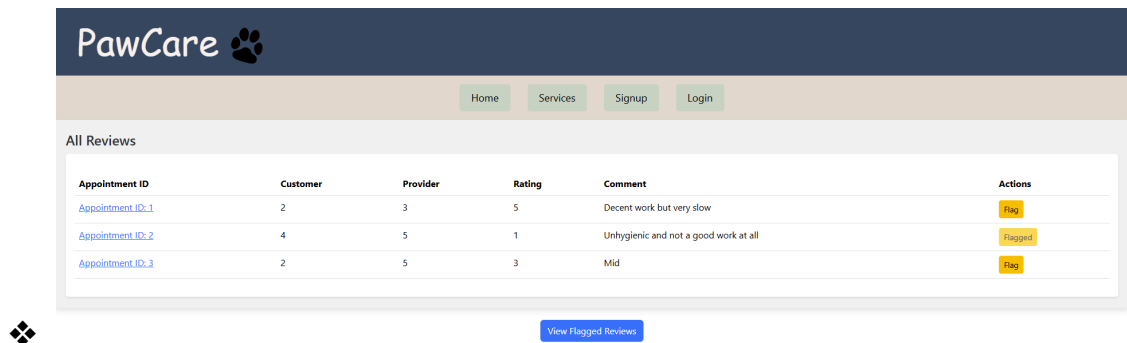 PawCare
Home Services Signup Login
All Reviews
Appointment ID Customer Provider Rating Comment Actions
Appointment ID: 1 2 3 5 Decent work but very slow Flag
Appointment ID: 2 4 5 1 Unhygienic and not a good work at all Flagged
Appointment ID: 3 2 5 3 Mid Flag
View Flagged Reviews